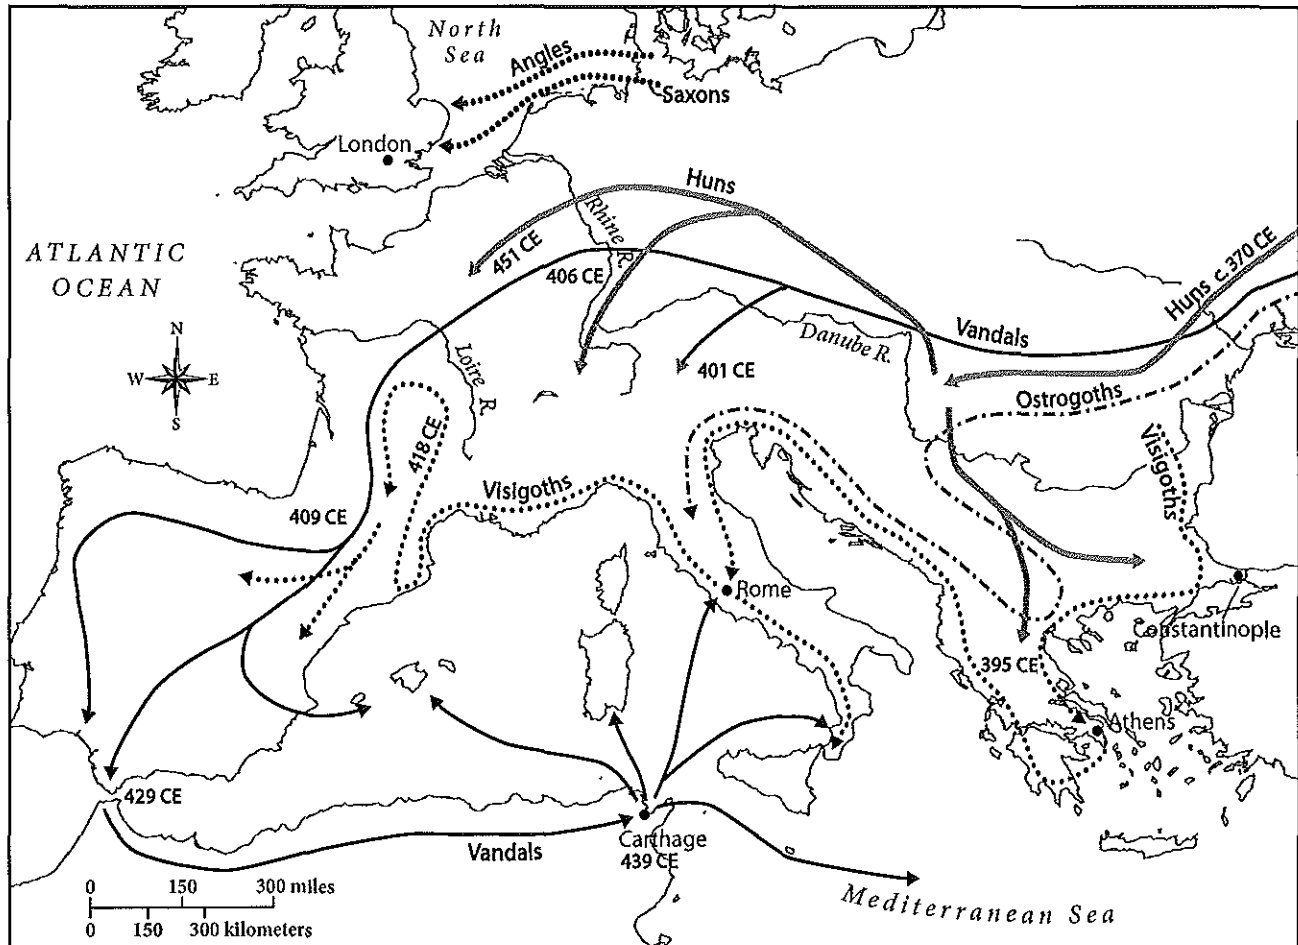 North
Sea
Angles
Saxons
London
Huns
Rhine R.
ATLANTIC
OCEAN
451 CE
406 CE
Huns c.370 CE
N
W
E
S
Vandals
Danube R.
Loire R.
401 CE
Ostrogoths
418 CE
Visigoths
Visigoths
409 CE
Rome
Constantinople
395 CE
Athens
429 CE
Carthage
439 CE
Vandals
0 150 300 miles
0 150 300 kilometers
Mediterranean Sea